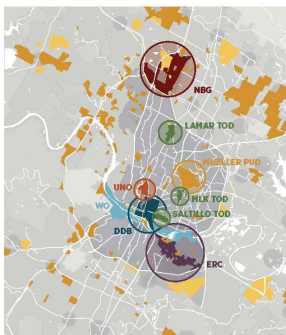 NBG
LAMAR TOD
MUELLER PUD
UNO
MLK TOD
WO
SALTILLO TOD
DDB
ERC